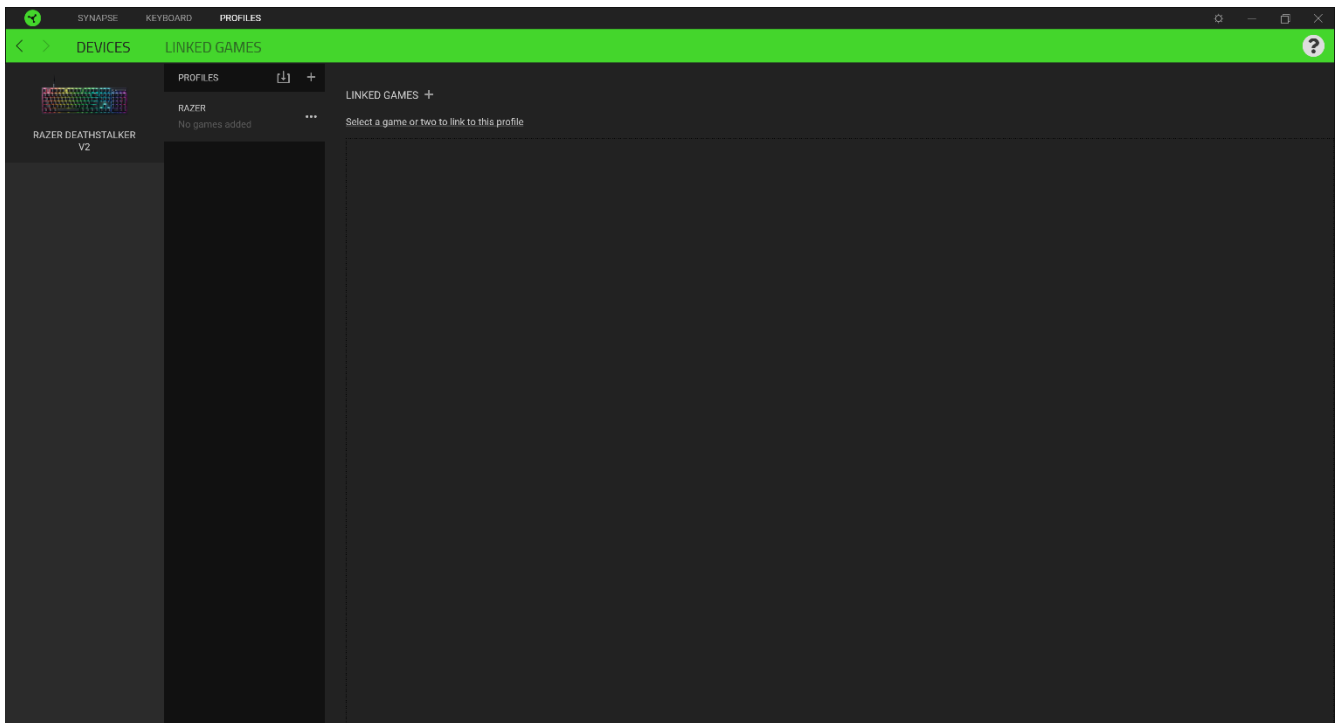 SYNAPSE KEYBOARD PROFILES
DEVICES LINKED GAMES
?
RAZER DEATHSTALKER
V2
PROFILES
RAZER
No games added
LINKED GAMES +
Select a game or two to link to this profile